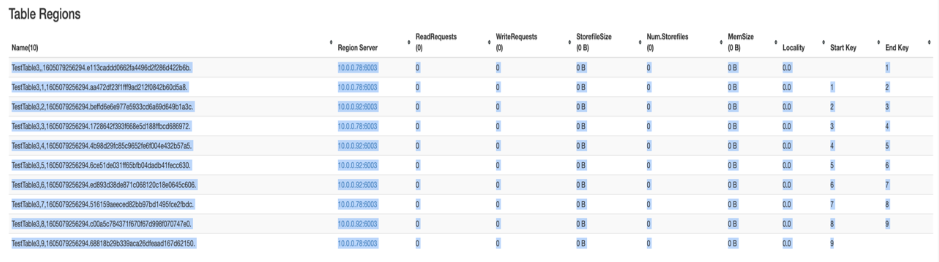 Table Regions
Name(10) Region Server ReadRequests (0) WriteRequests (0) StorefileSize (0 B) Num.Storefiles (0) MemSize (0 B) Locality Start Key End Key
TestTable3,,1605079256294.e113caddd0662fa4496d2f286d422b6b. 10.0.0.78:6003 0 0 0 B 0 0 B 0.0 1
TestTable3,1,1605079256294.aa472df23f1fff9ad212f0842b60d5a8. 10.0.0.78:6003 0 0 0 B 0 0 B 0.0 1 2
TestTable3,2,1605079256294.beffd6e6e977e5933cd6a69d649b1a3c. 10.0.0.92:6003 0 0 0 B 0 0 B 0.0 2 3
TestTable3,3,1605079256294.1728642f393f668e5d188ffbcd686972. 10.0.0.78:6003 0 0 0 B 0 0 B 0.0 3 4
TestTable3,4,1605079256294.4b98d29fc85c9652fe6f004e432b57a5. 10.0.0.92:6003 0 0 0 B 0 0 B 0.0 4 5
TestTable3,5,1605079256294.6ce51de031ff65bfb04dadb41fecc630. 10.0.0.92:6003 0 0 0 B 0 0 B 0.0 5 6
TestTable3,6,1605079256294.ed893d38de871c068120c18e0645c606. 10.0.0.92:6003 0 0 0 B 0 0 B 0.0 6 7
TestTable3,7,1605079256294.516159aeeced82bb97bd1495fce2fbdc. 10.0.0.78:6003 0 0 0 B 0 0 B 0.0 7 8
TestTable3,8,1605079256294.c00a5c784371f670f67d998f070747e0. 10.0.0.92:6003 0 0 0 B 0 0 B 0.0 8 9
TestTable3,9,1605079256294.68818b29b339aca26dfeaad167d62150. 10.0.0.78:6003 0 0 0 B 0 0 B 0.0 9